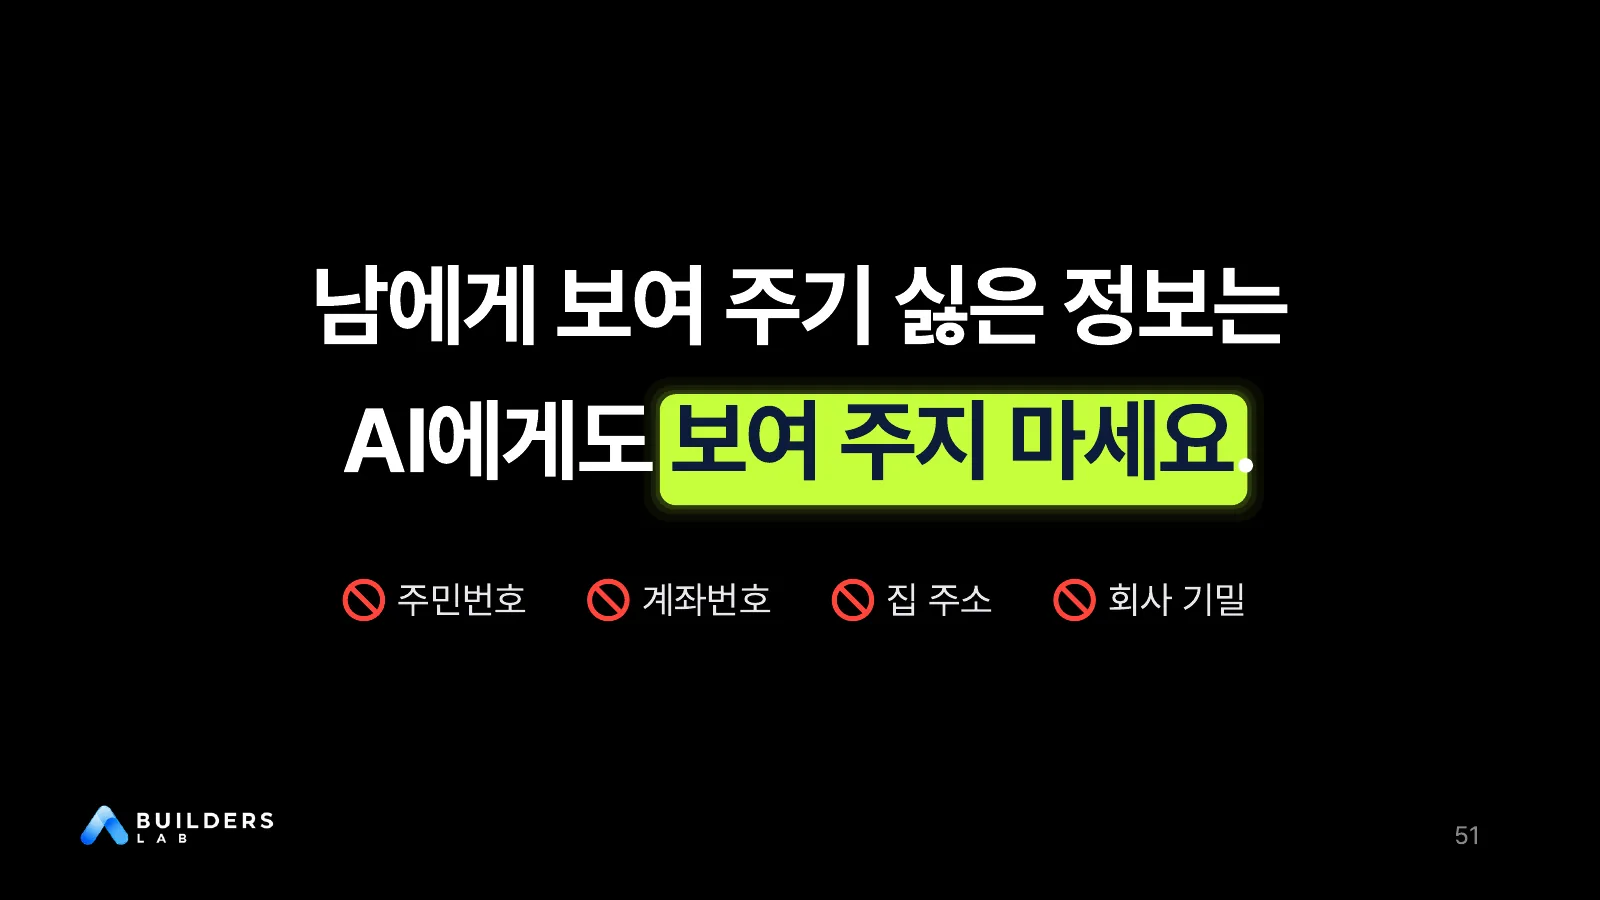 남에게 보여 주기 싫은 정보는
AI에게도 보여 주지 마세요.
🚫 주민번호 🚫 계좌번호 🚫 집 주소 🚫 회사 기밀
BUILDERS
LAB
51